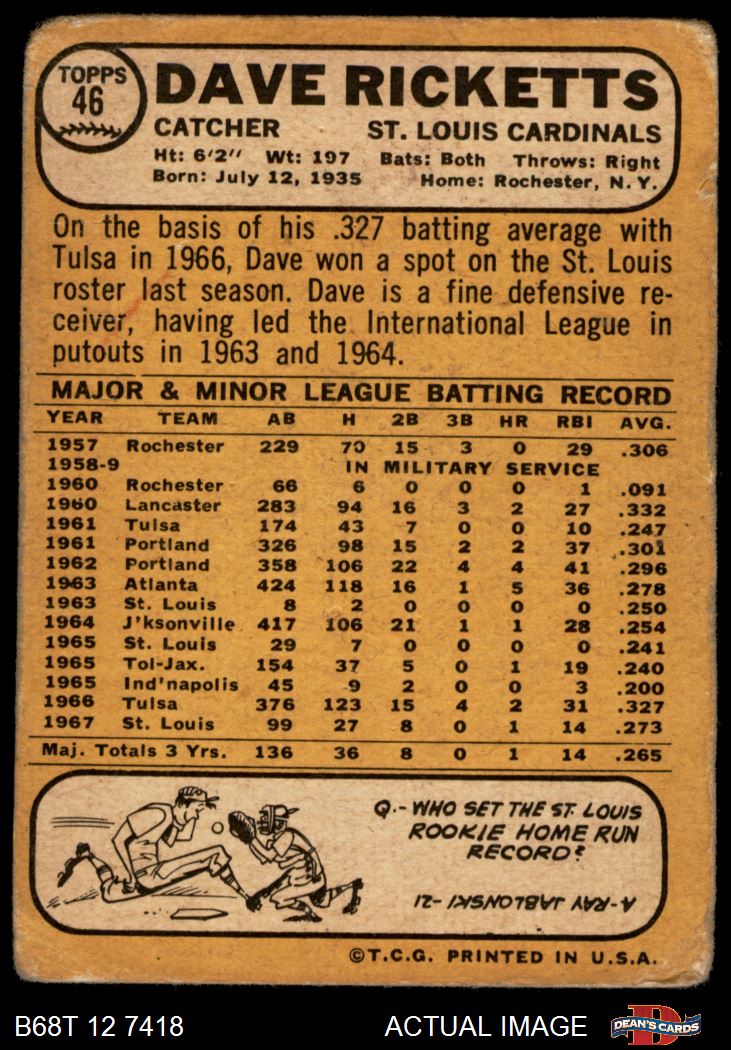 TOPPS
46
DAVE RICKETTS
CATCHER ST. LOUIS CARDINALS
Ht: 6'2" Wt: 197 Bats: Both Throws: Right
Born: July 12, 1935 Home: Rochester, N.Y.
On the basis of his .327 batting average with
Tulsa in 1966, Dave won a spot on the St. Louis
roster last season. Dave is a fine defensive re-
ceiver, having led the International League in
putouts in 1963 and 1964.
MAJOR & MINOR LEAGUE BATTING RECORD
YEAR TEAM AB H 2B 3B HR RBI AVG.
1957 Rochester 229 70 15 3 0 29 .306
1958-9 IN MILITARY SERVICE
1960 Rochester 66 6 0 0 0 1 .091
1960 Lancaster 283 94 16 3 2 27 .332
1961 Tulsa 174 43 7 0 0 10 .247
1961 Portland 326 98 15 2 2 37 .301
1962 Portland 358 106 22 4 4 41 .296
1963 Atlanta 424 118 16 1 5 36 .278
1963 St. Louis 8 2 0 0 0 0 .250
1964 J'ksonville 417 106 21 1 1 28 .254
1965 St. Louis 29 7 0 0 0 0 .241
1965 Tol-Jax. 154 37 5 0 1 19 .240
1965 Ind'napolis 45 9 2 0 0 3 .200
1966 Tulsa 376 123 15 4 2 31 .327
1967 St. Louis 99 27 8 0 1 14 .273
Maj. Totals 3 Yrs. 136 36 8 0 1 14 .265
Q.-WHO SET THE ST. LOUIS
ROOKIE HOME RUN
RECORD?
A-RAY JABLONSKI-21
©T.C.G. PRINTED IN U.S.A.
B68T 12 7418 ACTUAL IMAGE
D
DEAN'S CARDS